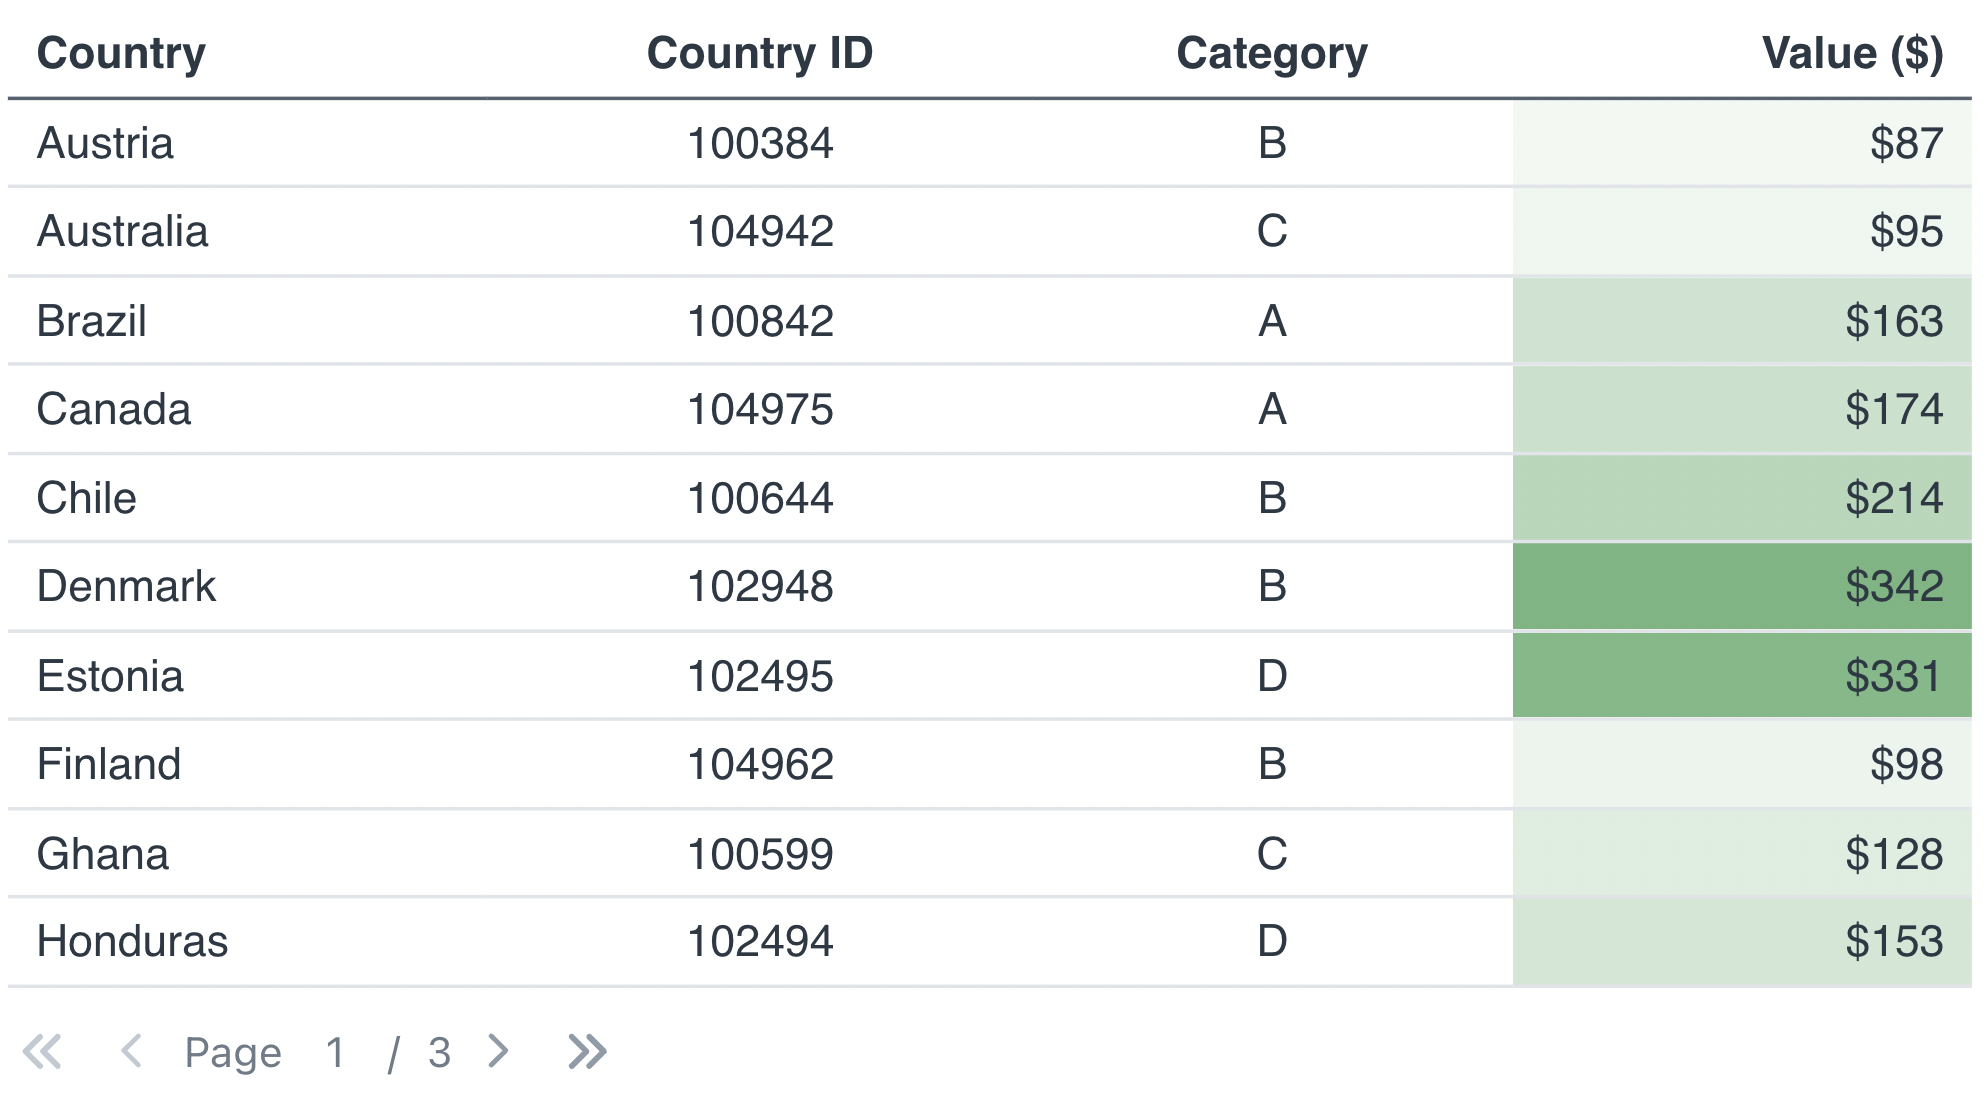 Country Country ID Category Value ($)
Austria 100384 B $87
Australia 104942 C $95
Brazil 100842 A $163
Canada 104975 A $174
Chile 100644 B $214
Denmark 102948 B $342
Estonia 102495 D $331
Finland 104962 B $98
Ghana 100599 C $128
Honduras 102494 D $153
Page 1 / 3